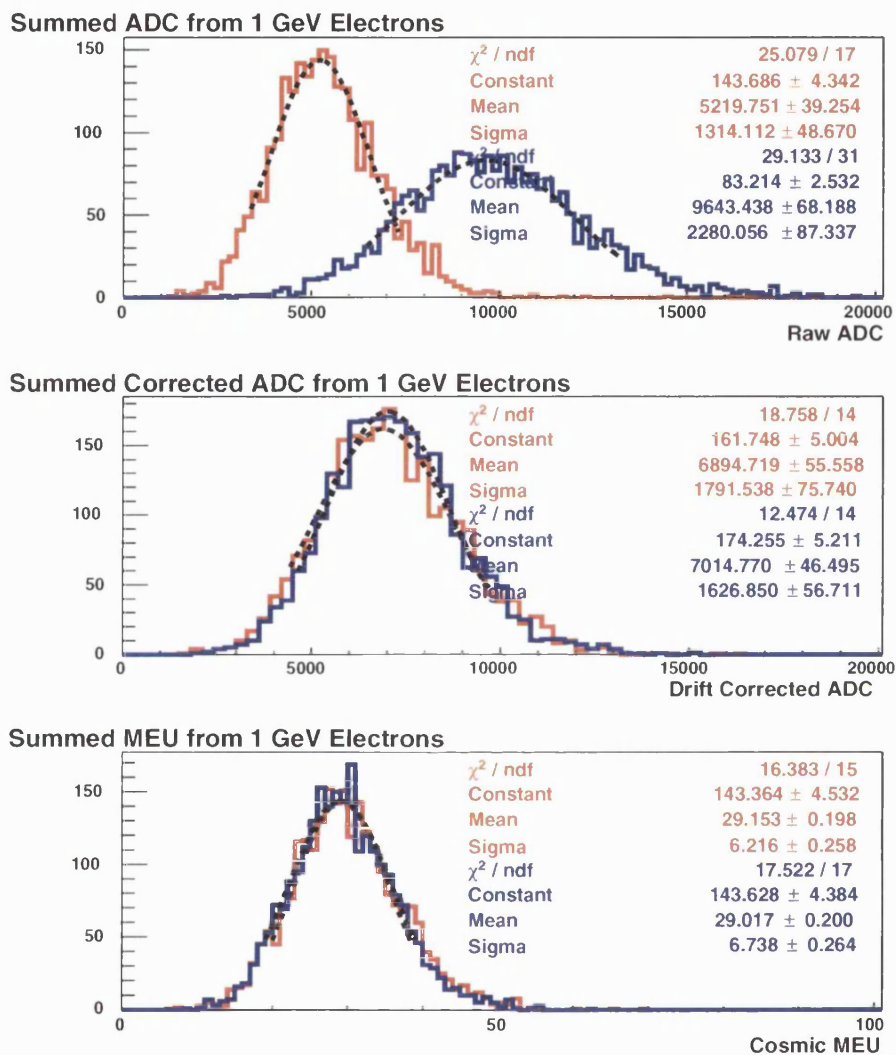 Summed ADC from 1 GeV Electrons
150
100
50
0
χ² / ndf 25.079 / 17
Constant 143.686 ± 4.342
Mean 5219.751 ± 39.254
Sigma 1314.112 ± 48.670
χ² / ndf 29.133 / 31
Constant 83.214 ± 2.532
Mean 9643.438 ± 68.188
Sigma 2280.056 ± 87.337
0 5000 10000 15000 20000
Raw ADC
Summed Corrected ADC from 1 GeV Electrons
150
100
50
0
χ² / ndf 18.758 / 14
Constant 161.748 ± 5.004
Mean 6894.719 ± 55.558
Sigma 1791.538 ± 75.740
χ² / ndf 12.474 / 14
Constant 174.255 ± 5.211
Mean 7014.770 ± 46.495
Sigma 1626.850 ± 56.711
0 5000 10000 15000 20000
Drift Corrected ADC
Summed MEU from 1 GeV Electrons
150
100
50
0
χ² / ndf 16.383 / 15
Constant 143.364 ± 4.532
Mean 29.153 ± 0.198
Sigma 6.216 ± 0.258
χ² / ndf 17.522 / 17
Constant 143.628 ± 4.384
Mean 29.017 ± 0.200
Sigma 6.738 ± 0.264
0 50 100
Cosmic MEU